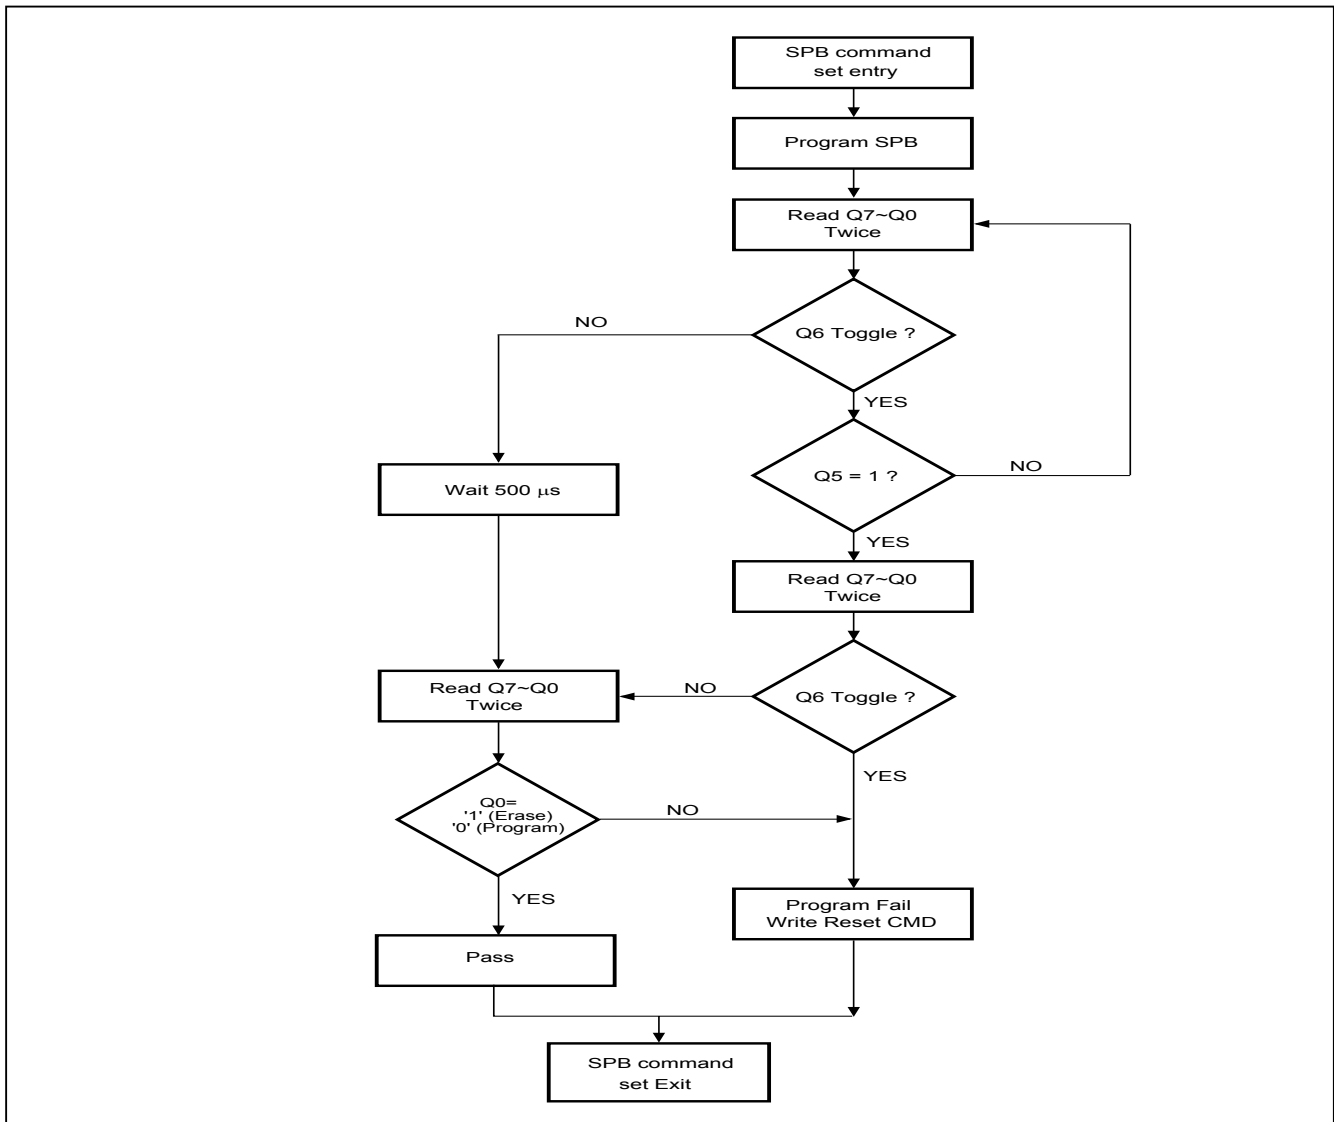 SPB command
set entry
Program SPB
Read Q7~Q0
Twice
Q6 Toggle ?
NO
YES
Q5 = 1 ?
NO
Wait 500 μs
YES
Read Q7~Q0
Twice
Q6 Toggle ?
NO
Read Q7~Q0
Twice
YES
Q0=
'1' (Erase)
'0' (Program)
NO
YES
Program Fail
Write Reset CMD
Pass
SPB command
set Exit